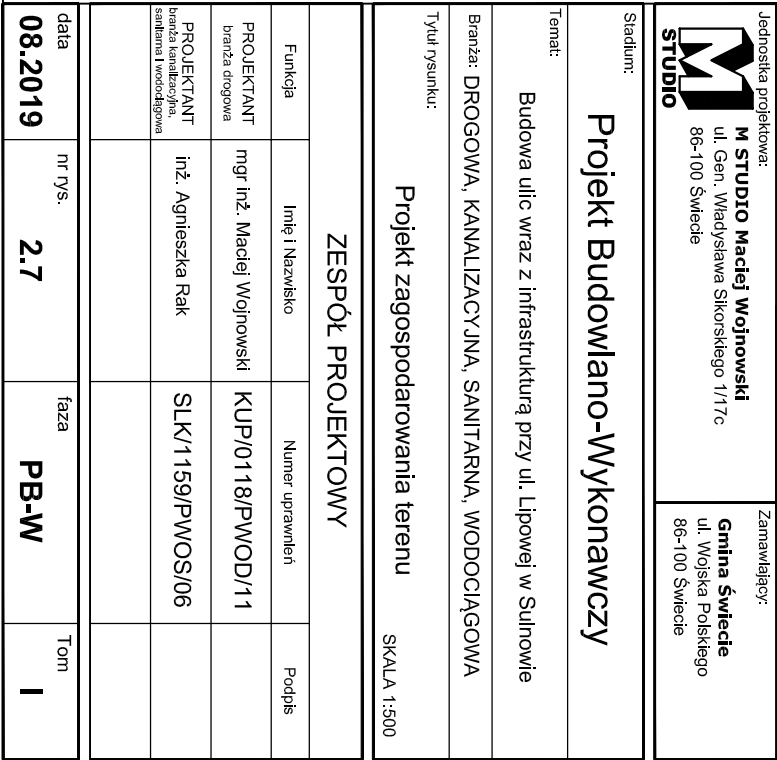 Jednostka projektowa:
M
STUDIO
M STUDIO Maciej Wojnowski
ul. Gen. Władysława Sikorskiego 1/17c
86-100 Świecie
Zamawiający:
Gmina Świecie
ul. Wojska Polskiego
86-100 Świecie
Stadium:
Projekt Budowlano-Wykonawczy
Temat:
Budowa ulic wraz z infrastrukturą przy ul. Lipowej w Sulnowie
Branża: DROGOWA, KANALIZACYJNA, SANITARNA, WODOCIĄGOWA
Tytuł rysunku:
Projekt zagospodarowania terenu
SKALA 1:500
ZESPÓŁ PROJEKTOWY
Funkcja Imię i Nazwisko Numer uprawnień Podpis
PROJEKTANT
branża drogowa
mgr inż. Maciej Wojnowski KUP/0118/PWOD/11
PROJEKTANT
branża kanalizacyjna,
sanitarna i wodociągowa
inż. Agnieszka Rak SLK/1159/PWOS/06
data nr rys. faza Tom
08.2019 2.7 PB-W I